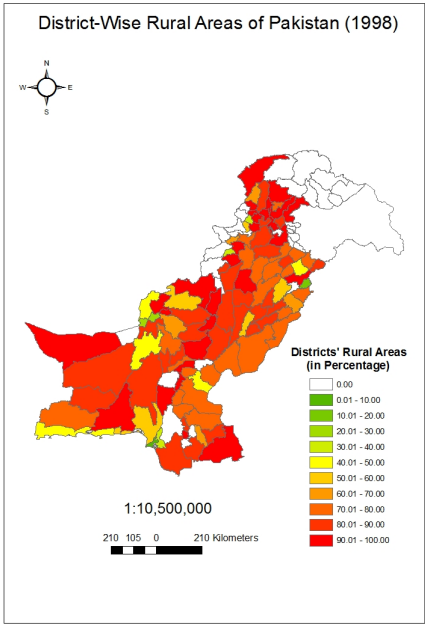 District-Wise Rural Areas of Pakistan (1998)
N
W E
S
Districts' Rural Areas
(in Percentage)
0.00
0.01 - 10.00
10.01 - 20.00
20.01 - 30.00
30.01 - 40.00
40.01 - 50.00
50.01 - 60.00
60.01 - 70.00
70.01 - 80.00
80.01 - 90.00
90.01 - 100.00
1:10,500,000
210 105 0 210 Kilometers